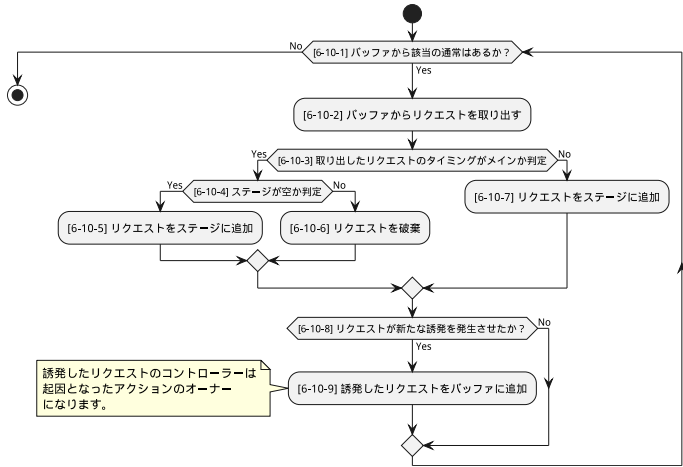 No
[6-10-1] バッファから該当の通常はあるか？
Yes
[6-10-2] バッファからリクエストを取り出す
Yes
[6-10-3] 取り出したリクエストのタイミングがメインか判定
No
Yes
[6-10-4] ステージが空か判定
No
[6-10-7] リクエストをステージに追加
[6-10-5] リクエストをステージに追加
[6-10-6] リクエストを破棄
[6-10-8] リクエストが新たな誘発を発生させたか？
No
Yes
誘発したリクエストのコントローラーは
起因となったアクションのオーナー
になります。
[6-10-9] 誘発したリクエストをバッファに追加